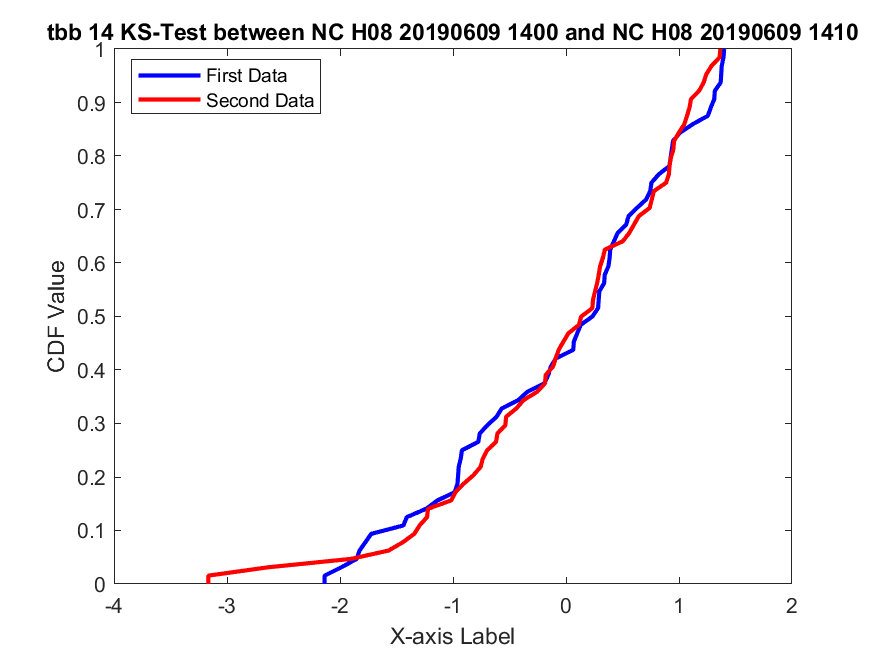 tbb 14 KS-Test between NC H08 20190609 1400 and NC H08 20190609 1410
First Data
Second Data
1
0.9
0.8
0.7
0.6
0.5
0.4
0.3
0.2
0.1
0
CDF Value
-4 -3 -2 -1 0 1 2
X-axis Label